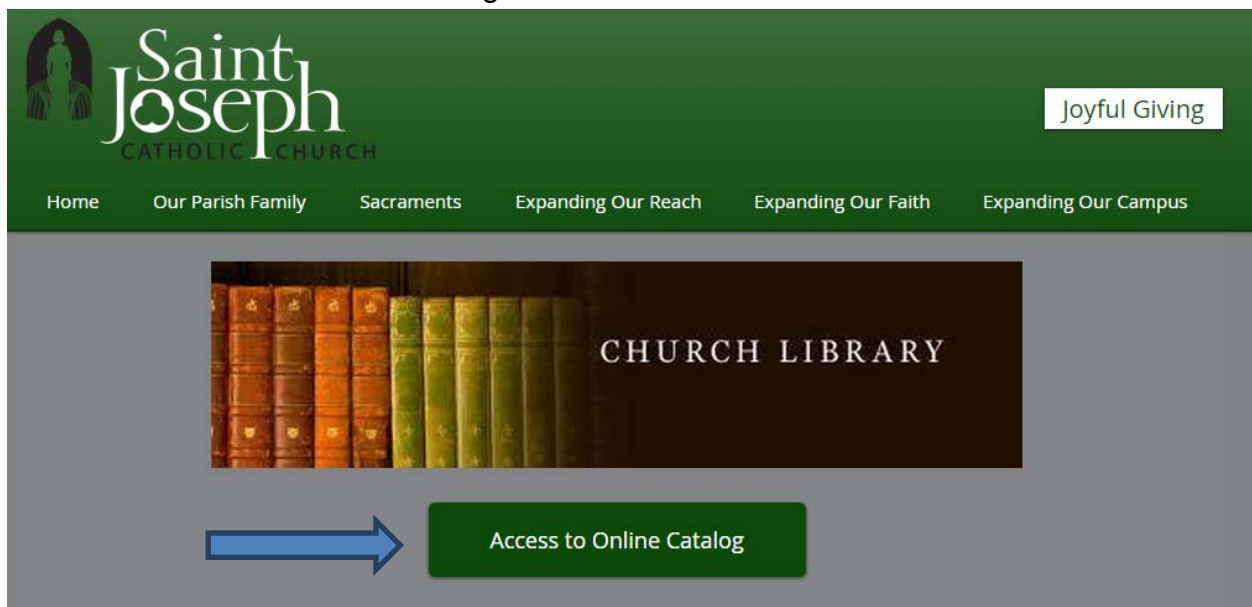 Saint
Joseph
CATHOLIC CHURCH
Joyful Giving
Home Our Parish Family Sacraments Expanding Our Reach Expanding Our Faith Expanding Our Campus
CHURCH LIBRARY
Access to Online Catalog